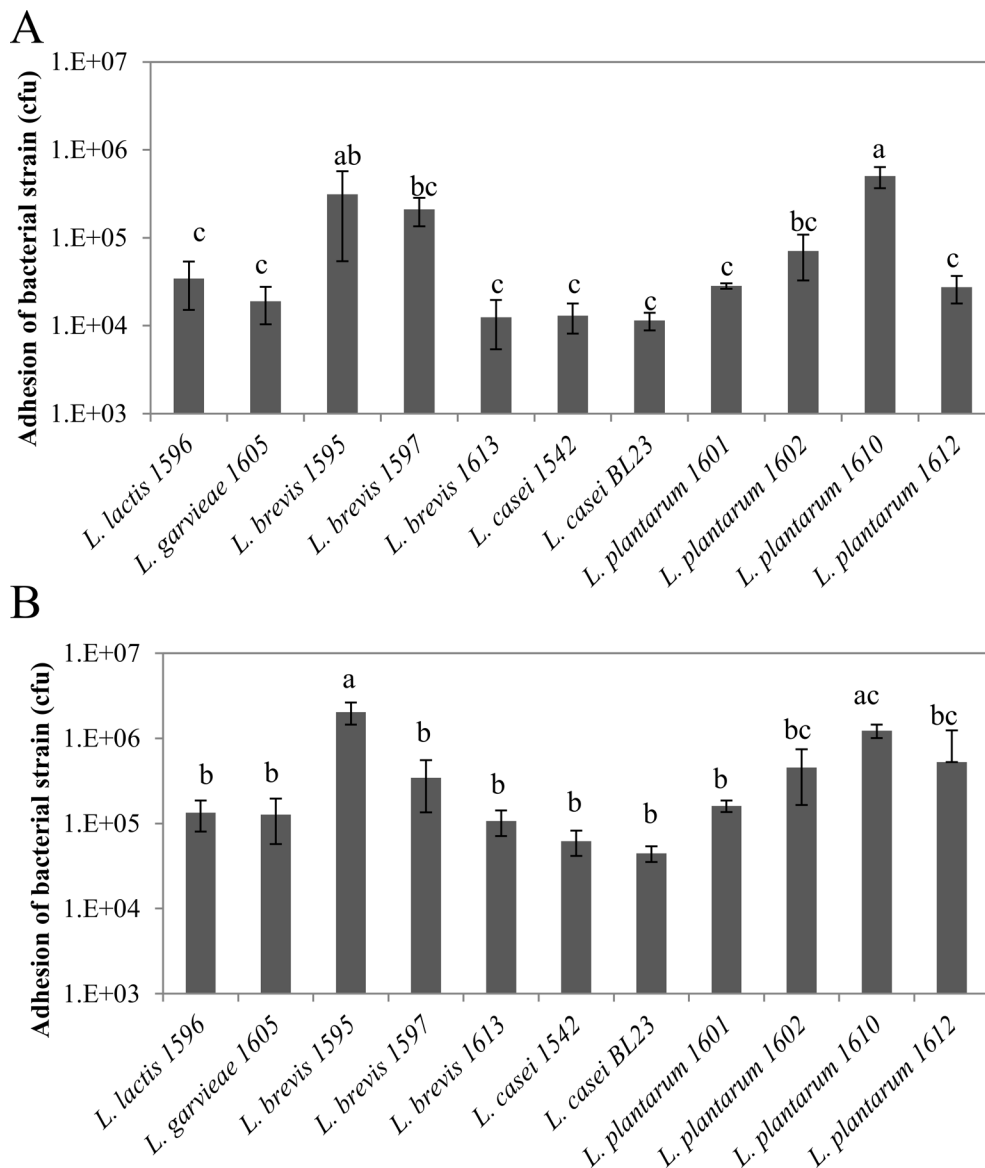 A
Adhesion of bacterial strain (cfu)
1.E+07
1.E+06
1.E+05
1.E+04
1.E+03
c
c
ab
bc
c
c
c
c
bc
a
c
L. lactis 1596
L. garvieae 1605
L. brevis 1595
L. brevis 1597
L. brevis 1613
L. casei 1542
L. casei BL23
L. plantarum 1601
L. plantarum 1602
L. plantarum 1610
L. plantarum 1612
B
Adhesion of bacterial strain (cfu)
1.E+07
1.E+06
1.E+05
1.E+04
1.E+03
b
b
a
b
b
b
b
b
bc
ac
bc
L. lactis 1596
L. garvieae 1605
L. brevis 1595
L. brevis 1597
L. brevis 1613
L. casei 1542
L. casei BL23
L. plantarum 1601
L. plantarum 1602
L. plantarum 1610
L. plantarum 1612